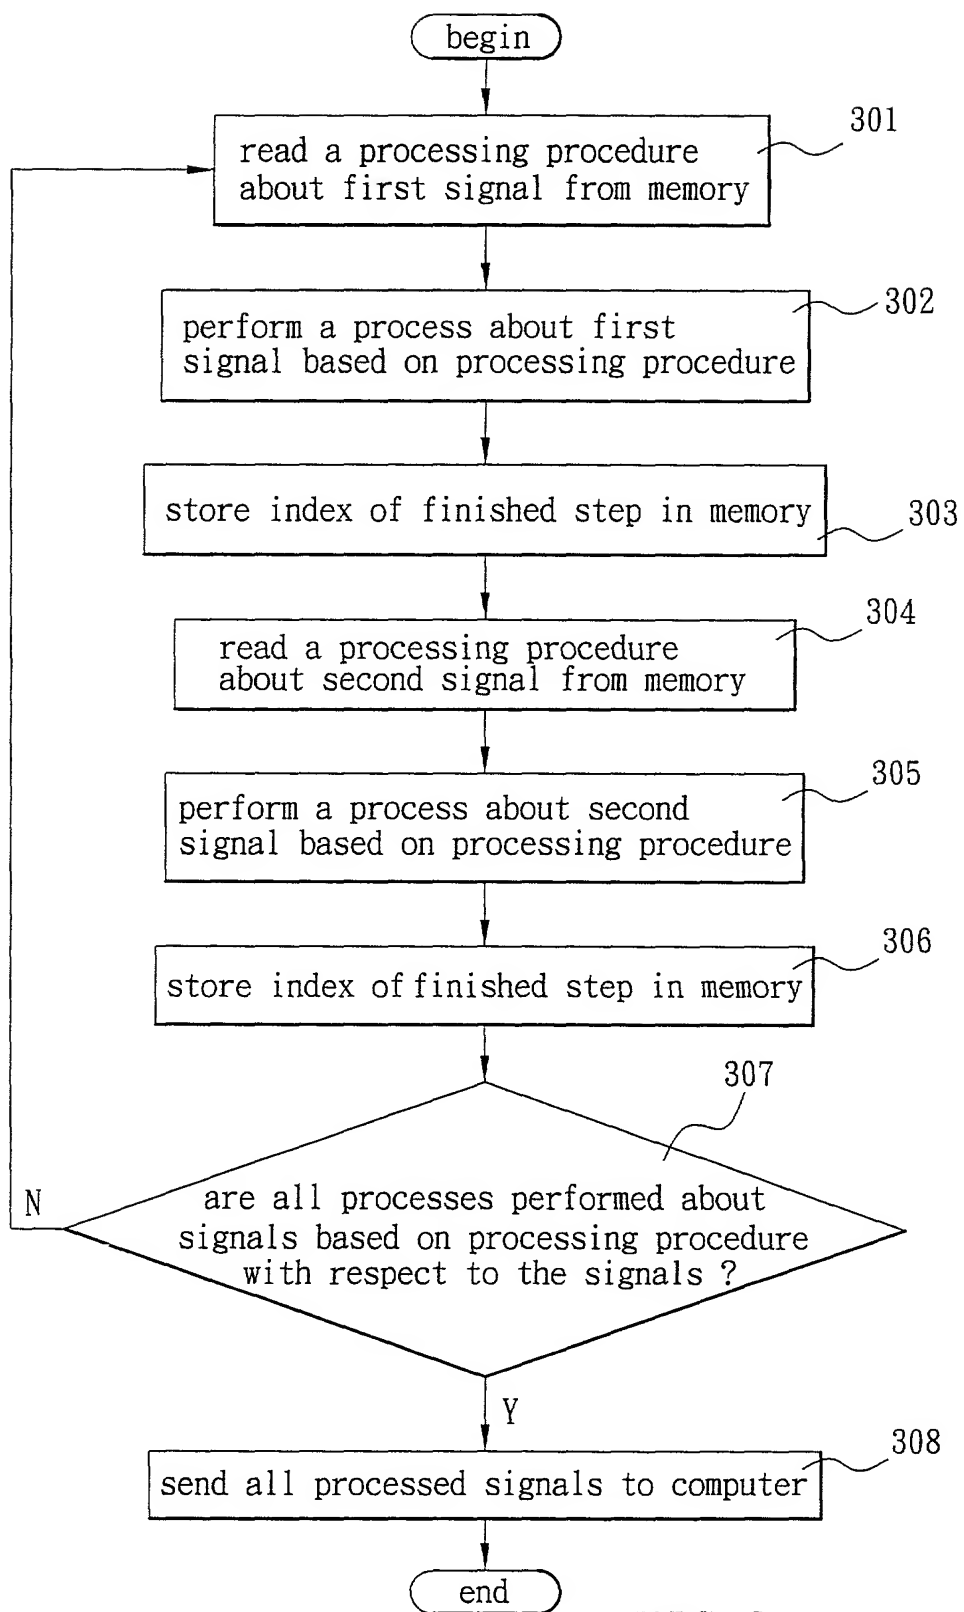 begin
301
read a processing procedure
about first signal from memory
302
perform a process about first
signal based on processing procedure
303
store index of finished step in memory
304
read a processing procedure
about second signal from memory
305
perform a process about second
signal based on processing procedure
306
store index of finished step in memory
307
N
are all processes performed about
signals based on processing procedure
with respect to the signals ?
Y
308
send all processed signals to computer
end